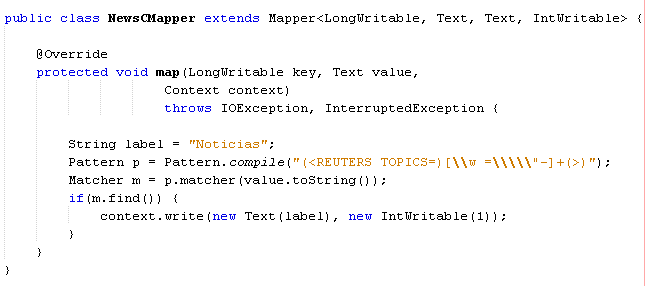 public class NewsCMapper extends Mapper<LongWritable, Text, Text, IntWritable> {
@Override
protected void map(LongWritable key, Text value,
Context context)
throws IOException, InterruptedException {
String label = "Noticias";
Pattern p = Pattern.compile("(<REUTERS TOPICS=)[\\w =\\\\\"-]+(>)");
Matcher m = p.matcher(value.toString());
if(m.find()) {
context.write(new Text(label), new IntWritable(1));
}
}
}